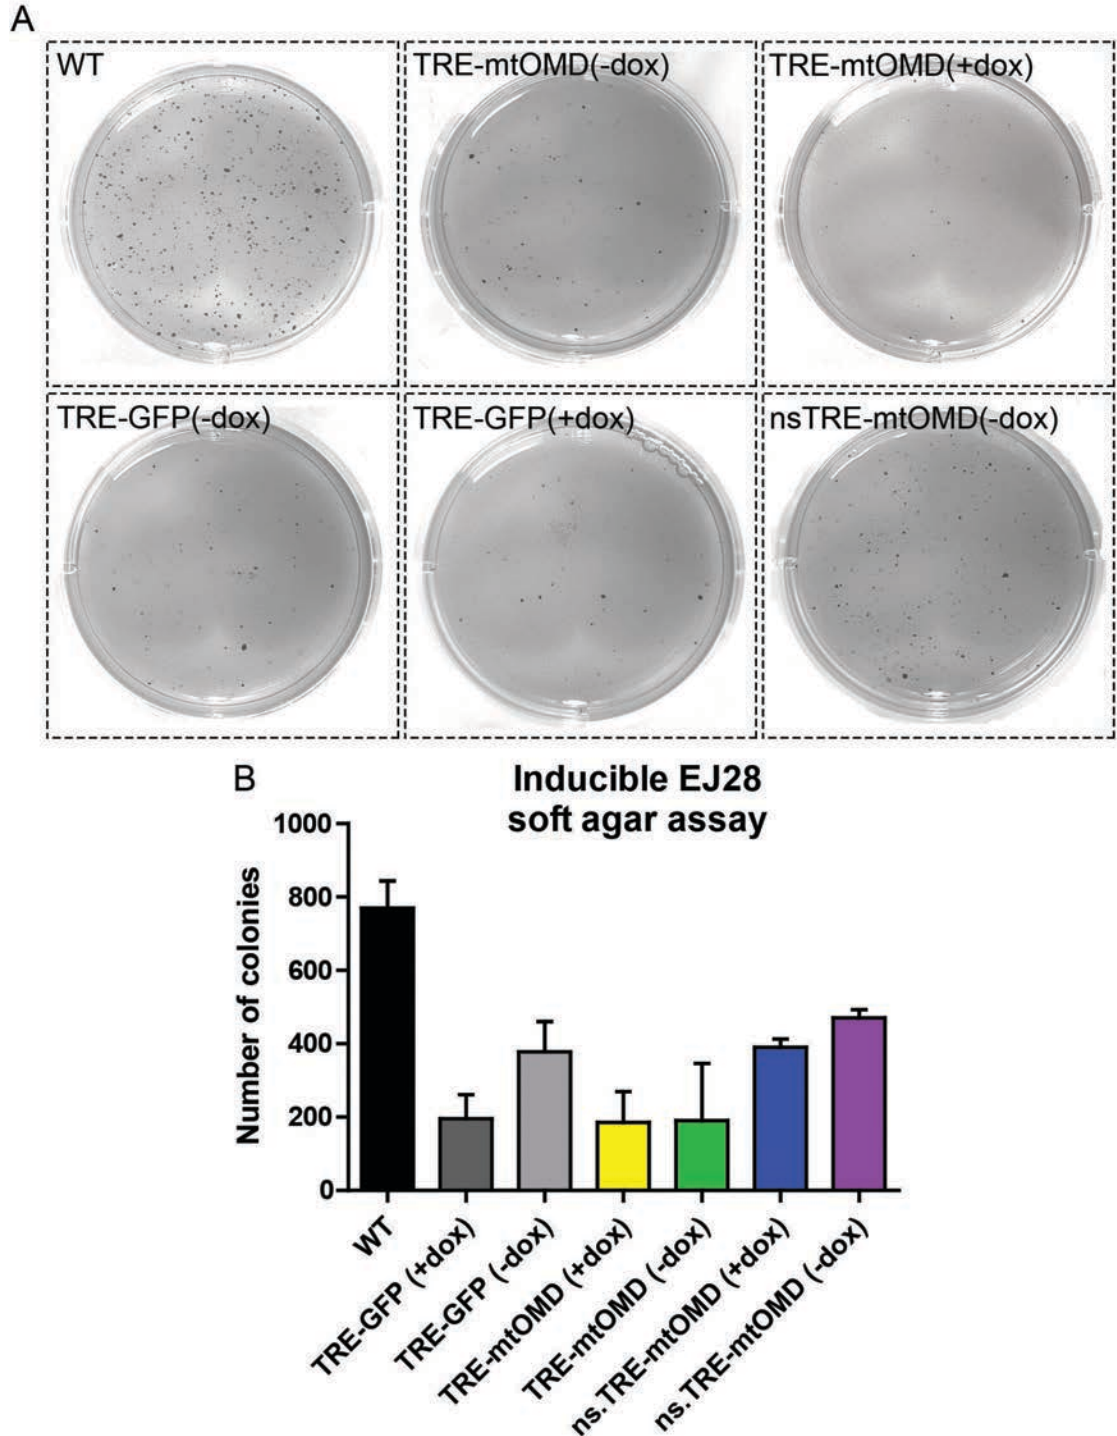 A
WT
TRE-mtOMD(-dox)
TRE-mtOMD(+dox)
TRE-GFP(-dox)
TRE-GFP(+dox)
nsTRE-mtOMD(-dox)
B
Inducible EJ28
soft agar assay
Number of colonies
1000
800
600
400
200
0
WT
TRE-GFP (+dox)
TRE-GFP (-dox)
TRE-mtOMD (+dox)
TRE-mtOMD (-dox)
ns.TRE-mtOMD (+dox)
ns.TRE-mtOMD (-dox)